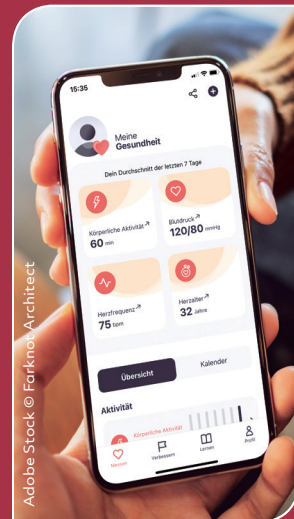 15:35
Meine
Gesundheit
Dein Durchschnitt der letzten 7 Tage
Körperliche Aktivität
60 min
Blutdruck
120/80 mmHg
Herzfrequenz
75 bpm
Herzalter
32 Jahre
Übersicht
Kalender
Aktivität
Körperliche Aktivität
Messen
Verbessern
Lernen
Profil
Adobe Stock © Farknot Architect